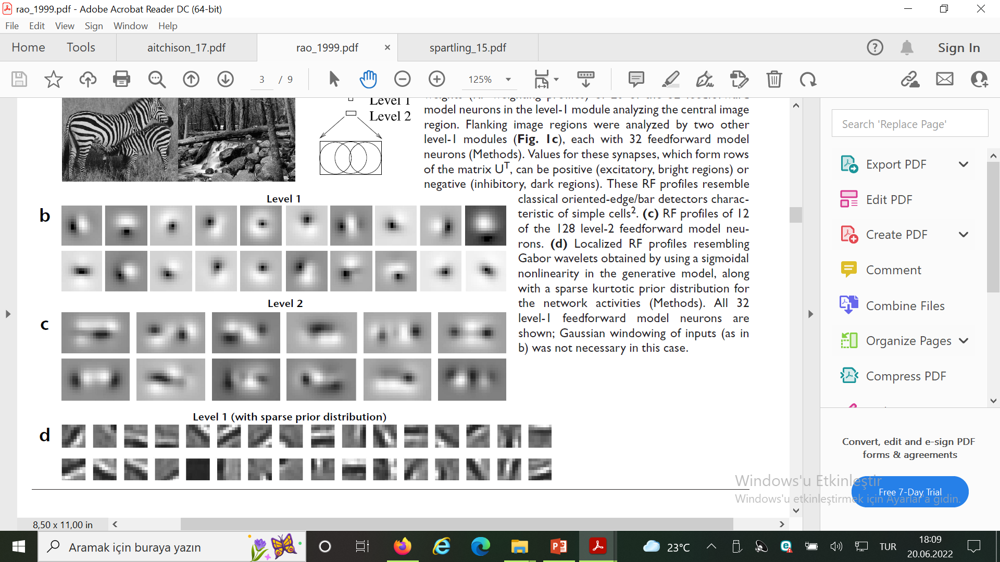 rao_1999.pdf - Adobe Acrobat Reader DC (64-bit)
File Edit View Sign Window Help
Home Tools aitchison_17.pdf rao_1999.pdf × spartling_15.pdf Sign In
3 / 9 125%
Level 1
Level 2
model neurons in the level-1 module analyzing the central image
region. Flanking image regions were analyzed by two other
level-1 modules (Fig. 1c), each with 32 feedforward model
neurons (Methods). Values for these synapses, which form rows
of the matrix Uᵀ, can be positive (excitatory, bright regions) or
negative (inhibitory, dark regions). These RF profiles resemble
classical oriented-edge/bar detectors charac-
teristic of simple cells². (c) RF profiles of 12
of the 128 level-2 feedforward model neu-
rons. (d) Localized RF profiles resembling
Gabor wavelets obtained by using a sigmoidal
nonlinearity in the generative model, along
with a sparse kurtotic prior distribution for
the network activities (Methods). All 32
level-1 feedforward model neurons are
shown; Gaussian windowing of inputs (as in
b) was not necessary in this case.
Level 1
b
Level 2
c
Level 1 (with sparse prior distribution)
d
8,50 x 11,00 in
Search 'Replace Page'
Export PDF
Edit PDF
Create PDF
Comment
Combine Files
Organize Pages
Compress PDF
Convert, edit and e-sign PDF
forms & agreements
Free 7-Day Trial
Windows'u Etkinleştir
Windows'u etkinleştirmek için Ayarlar'a gidin.
Aramak için buraya yazın
23°C
TUR
18:09
20.06.2022